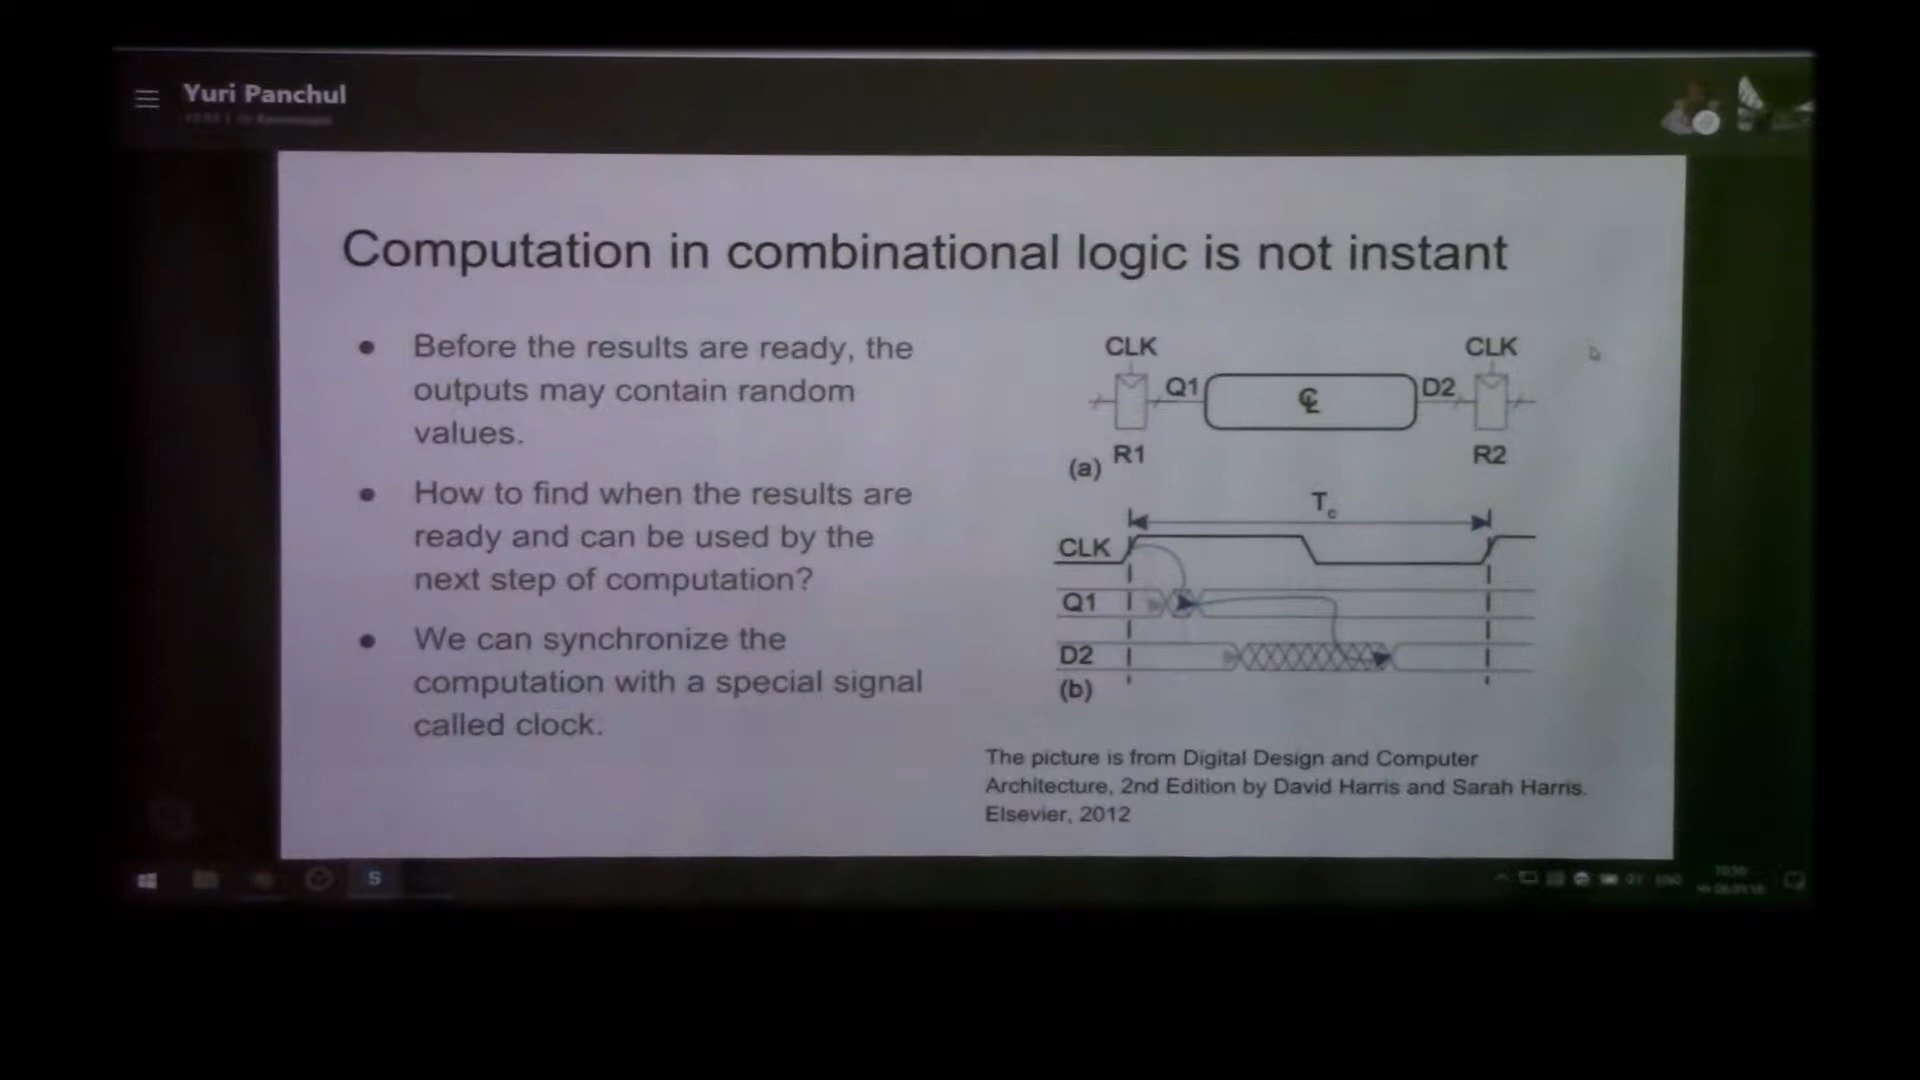 Yuri Panchul
Computation in combinational logic is not instant
● Before the results are ready, the
outputs may contain random
values.
● How to find when the results are
ready and can be used by the
next step of computation?
● We can synchronize the
computation with a special signal
called clock.
CLK CLK
Q1 CL D2
R1 R2
(a)
Tc
CLK
Q1
D2
(b)
The picture is from Digital Design and Computer
Architecture, 2nd Edition by David Harris and Sarah Harris.
Elsevier, 2012
S